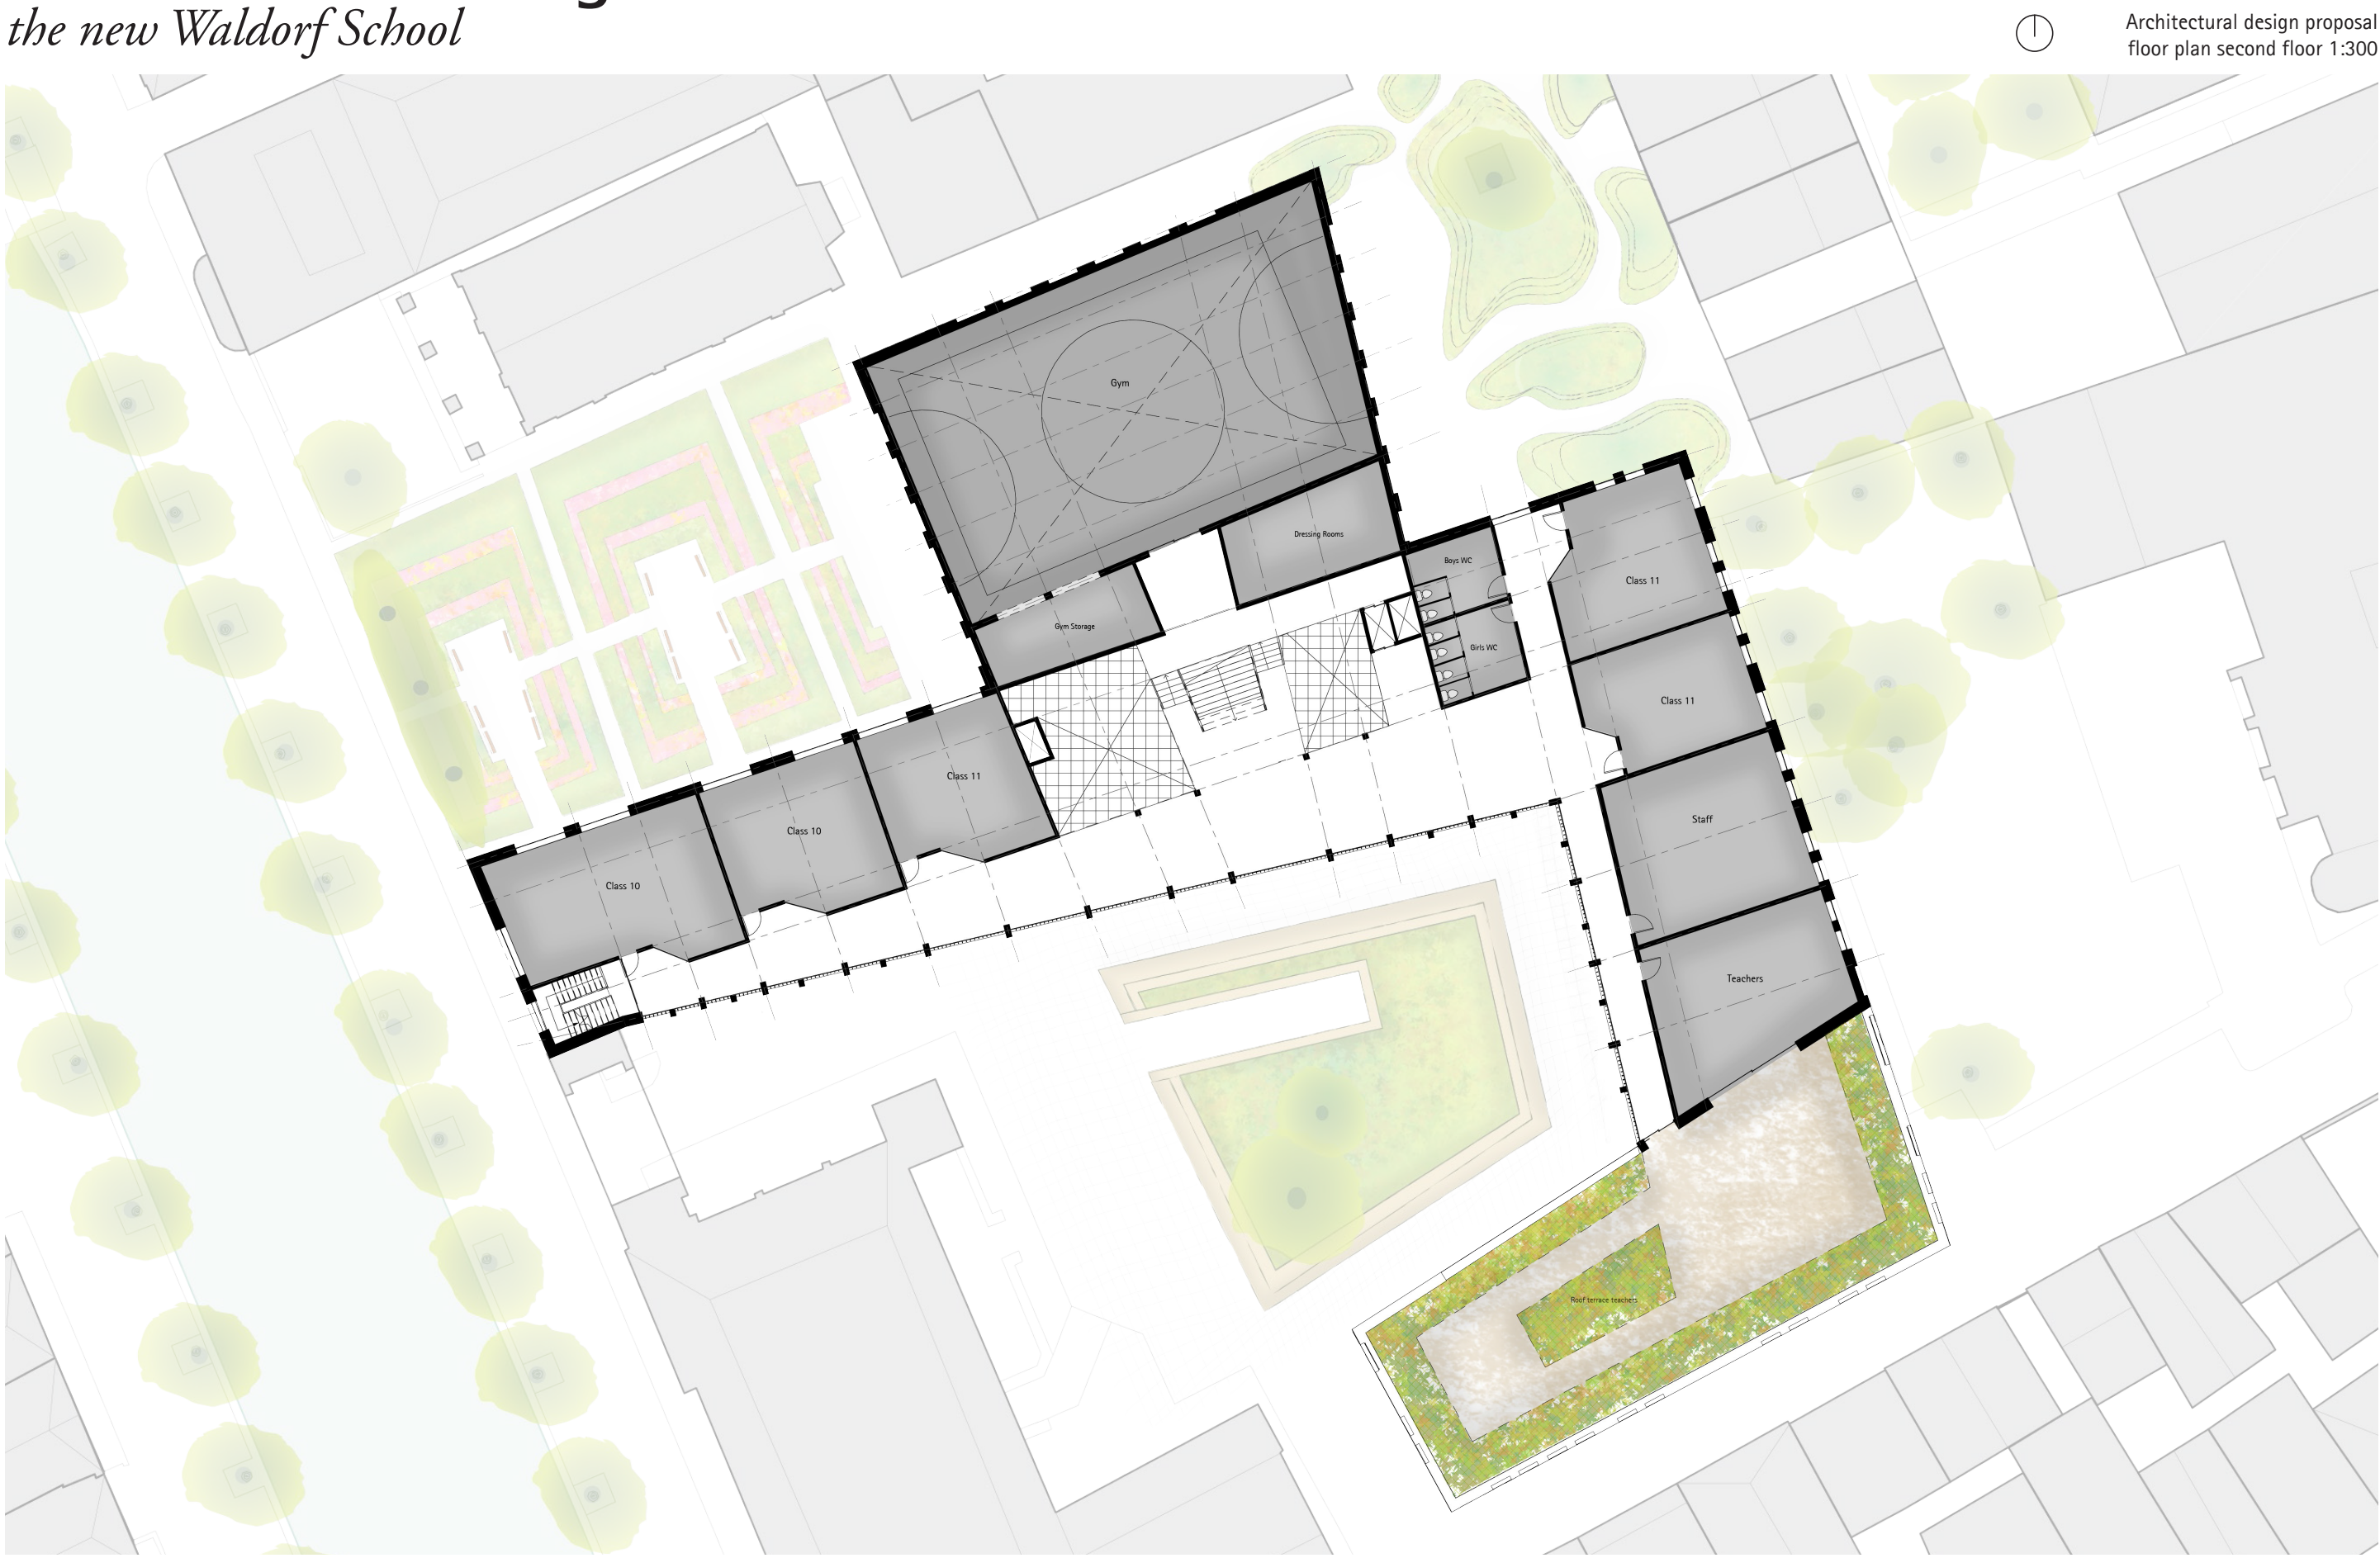 the new Waldorf School
Architectural design proposal
floor plan second floor 1:300
Gym
Dressing Rooms
Boys WC
Class 11
Gym Storage
Girls WC
Class 11
Class 11
Staff
Class 10
Class 10
Teachers
Roof terrace teachers